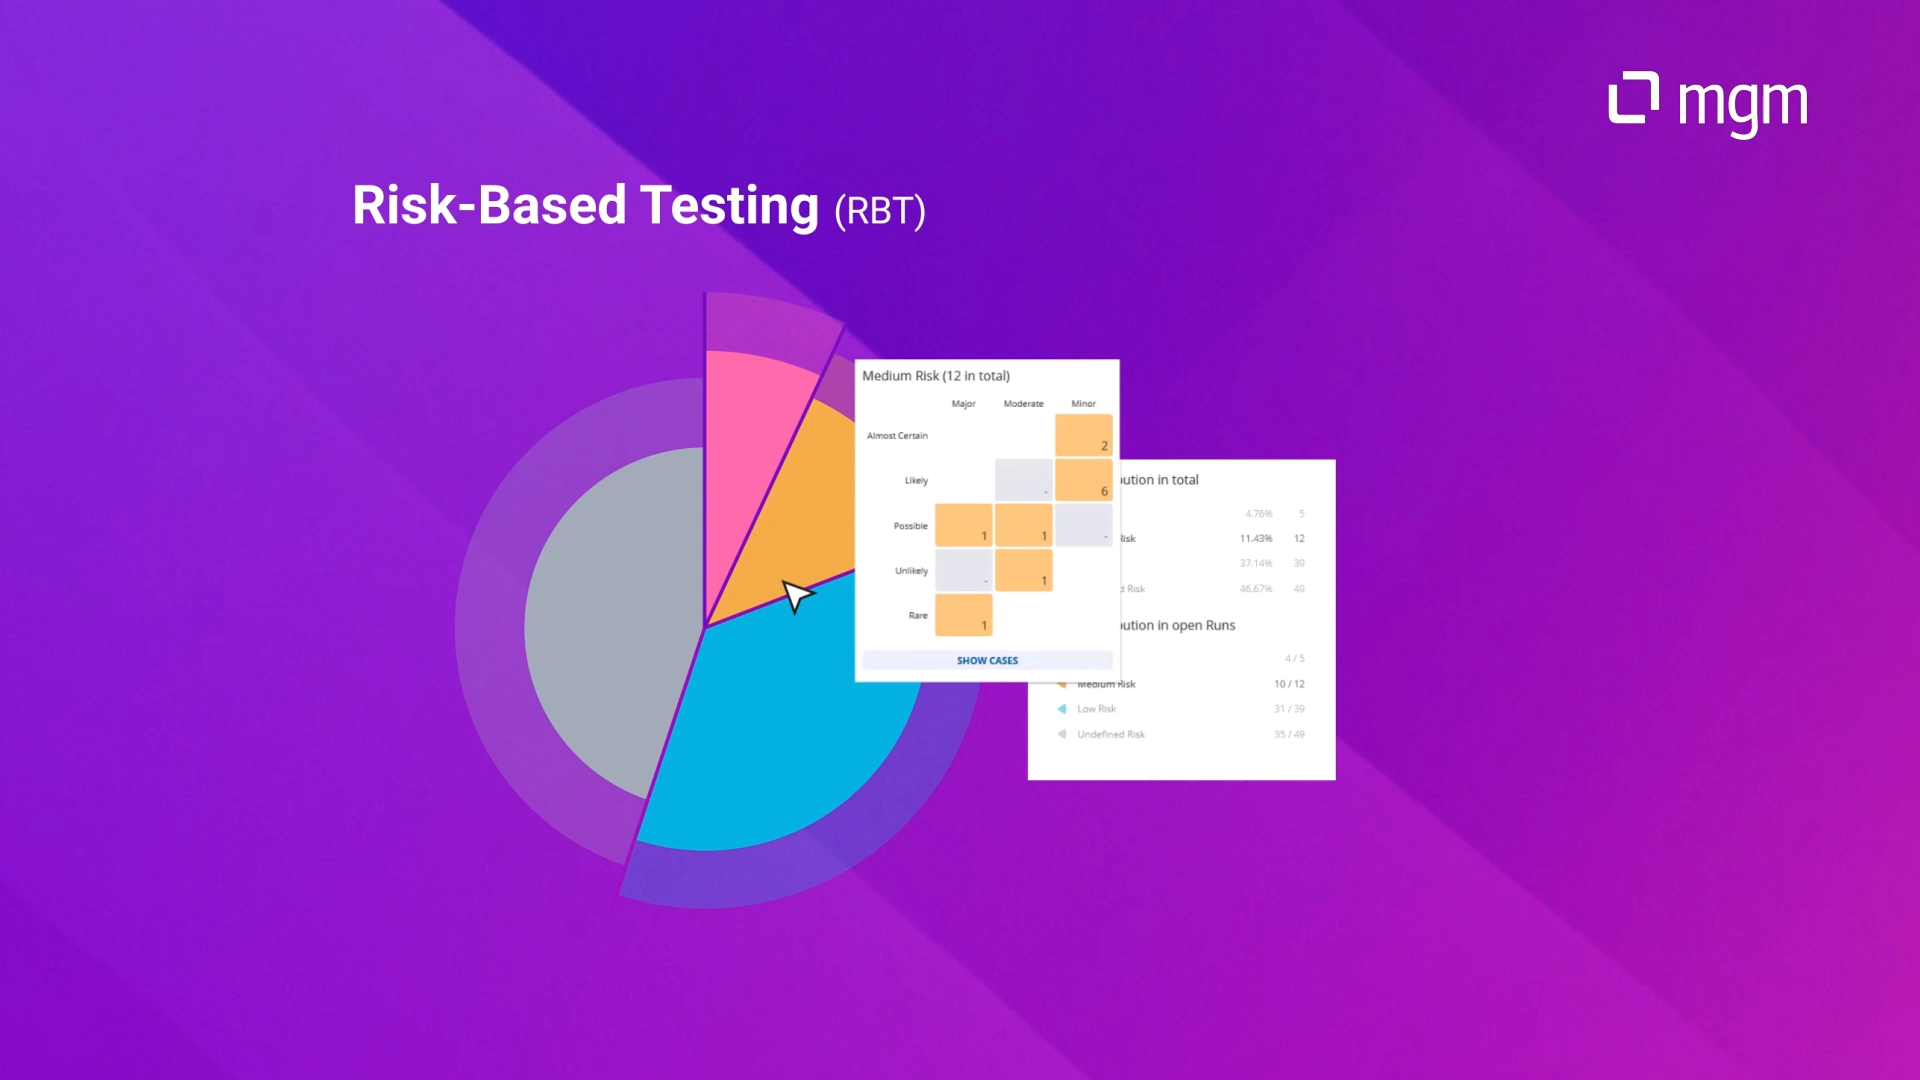 mgm
Risk-Based Testing (RBT)
Medium Risk (12 in total)
Major Moderate Minor
Almost Certain 2
Likely - 6
Possible 1 1 -
Unlikely - 1
Rare 1
SHOW CASES
in total
4.76% 5
Risk 11.43% 12
37.14% 39
Risk 46.67% 49
in open Runs
4 / 5
Medium Risk 10 / 12
Low Risk 31 / 39
Undefined Risk 35 / 49